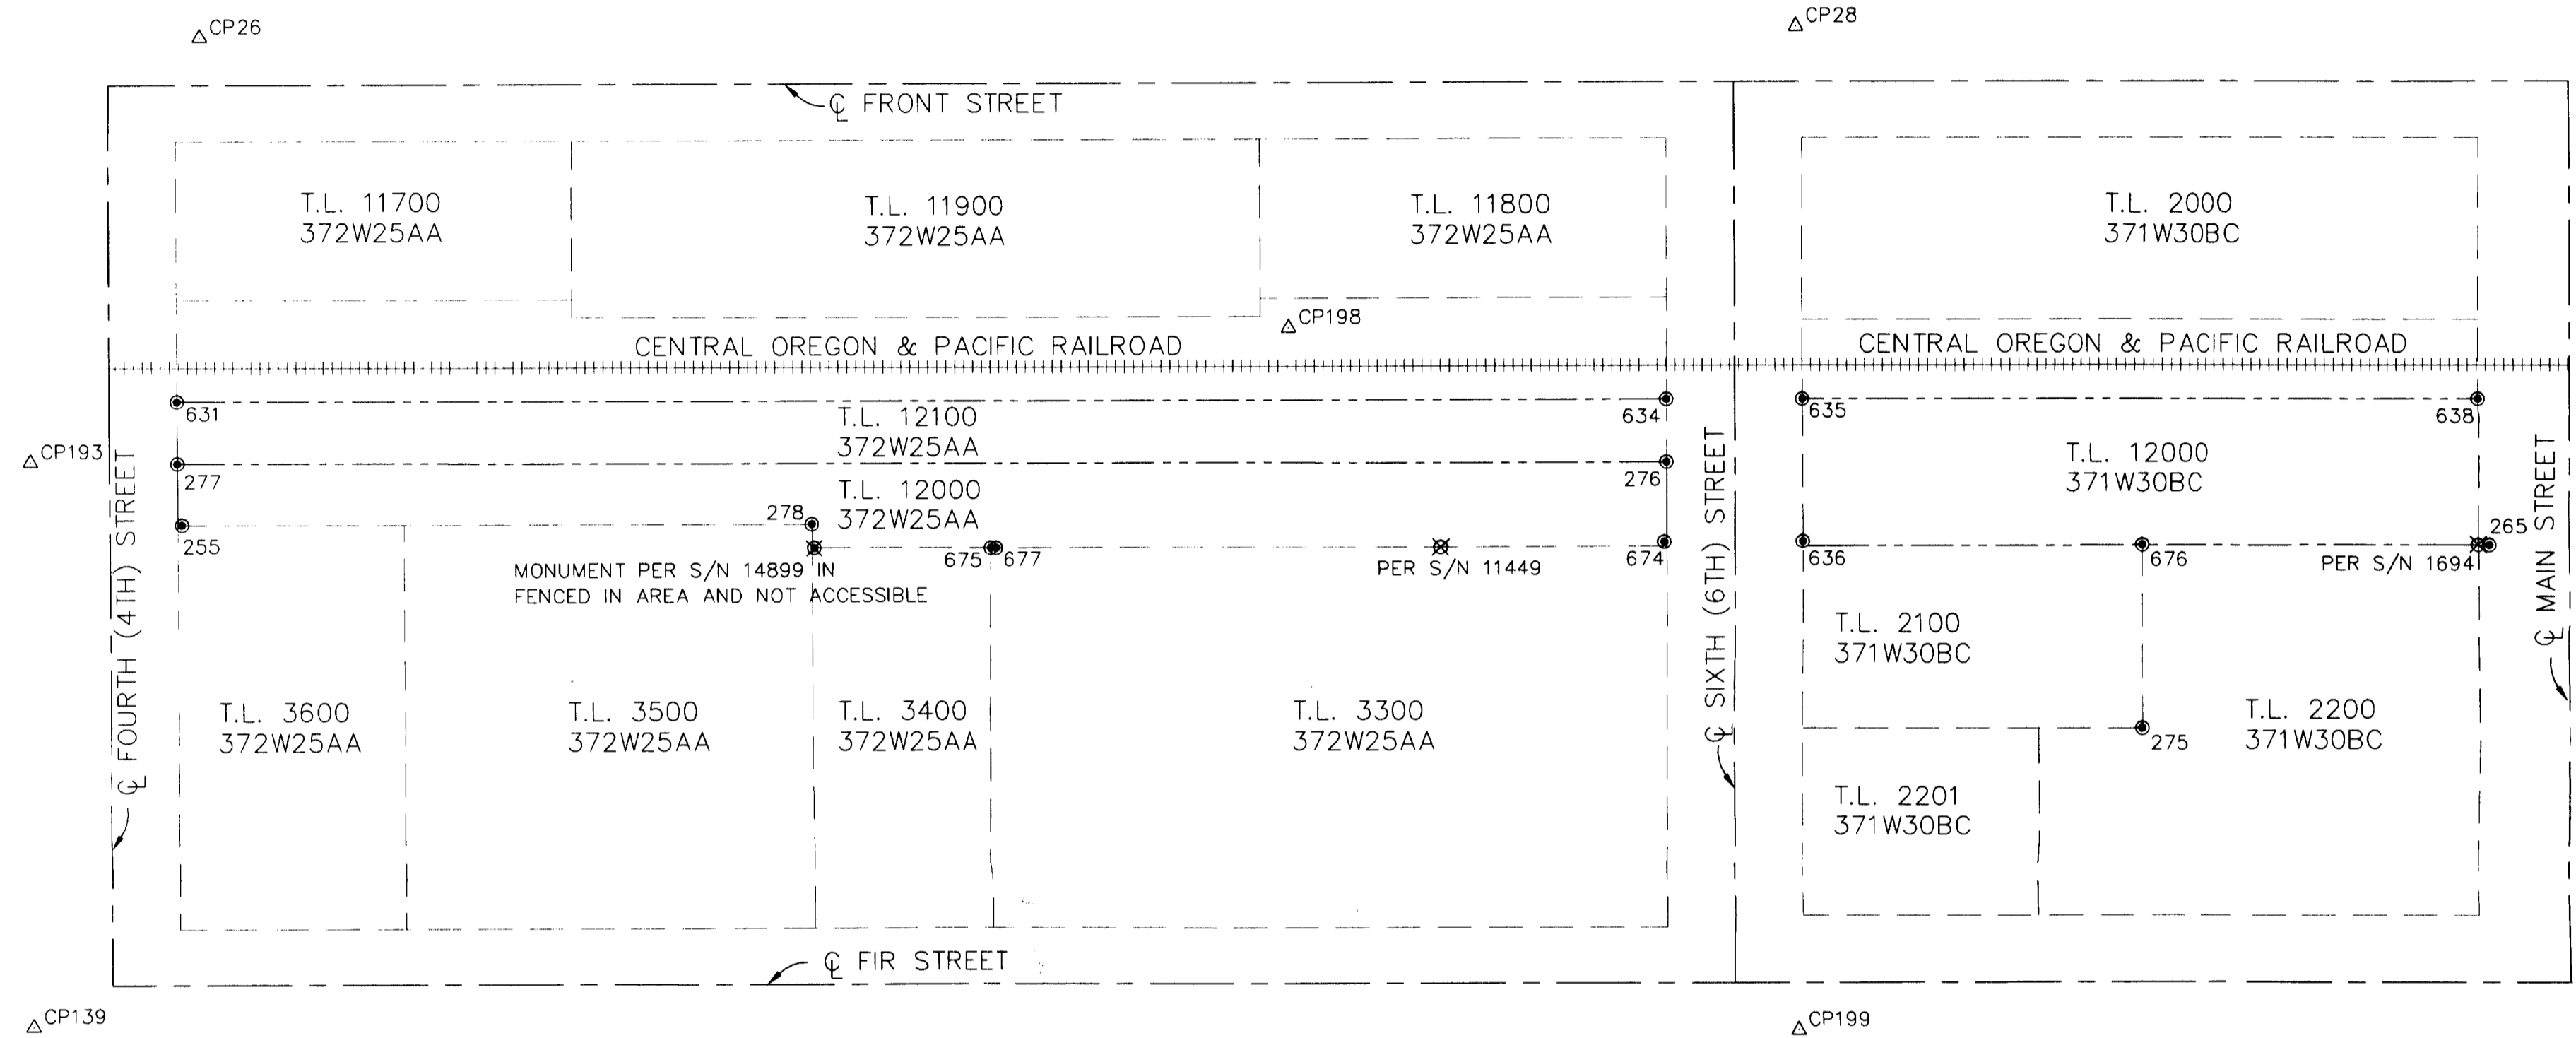 CP26
CP28
℄ FRONT STREET
T.L. 11700
372W25AA
T.L. 11900
372W25AA
T.L. 11800
372W25AA
T.L. 2000
371W30BC
CP198
CENTRAL OREGON & PACIFIC RAILROAD
CENTRAL OREGON & PACIFIC RAILROAD
631
T.L. 12100
372W25AA
634
635
638
CP193
277
276
T.L. 12000
372W25AA
T.L. 12000
371W30BC
278
255
265
675
677
674
636
676
PER S/N 1694
MONUMENT PER S/N 14899 IN
FENCED IN AREA AND NOT ACCESSIBLE
PER S/N 11449
℄ FOURTH (4TH) STREET
℄ SIXTH (6TH) STREET
℄ MAIN STREET
T.L. 2100
371W30BC
T.L. 3600
372W25AA
T.L. 3500
372W25AA
T.L. 3400
372W25AA
T.L. 3300
372W25AA
275
T.L. 2200
371W30BC
T.L. 2201
371W30BC
℄ FIR STREET
CP139
CP199